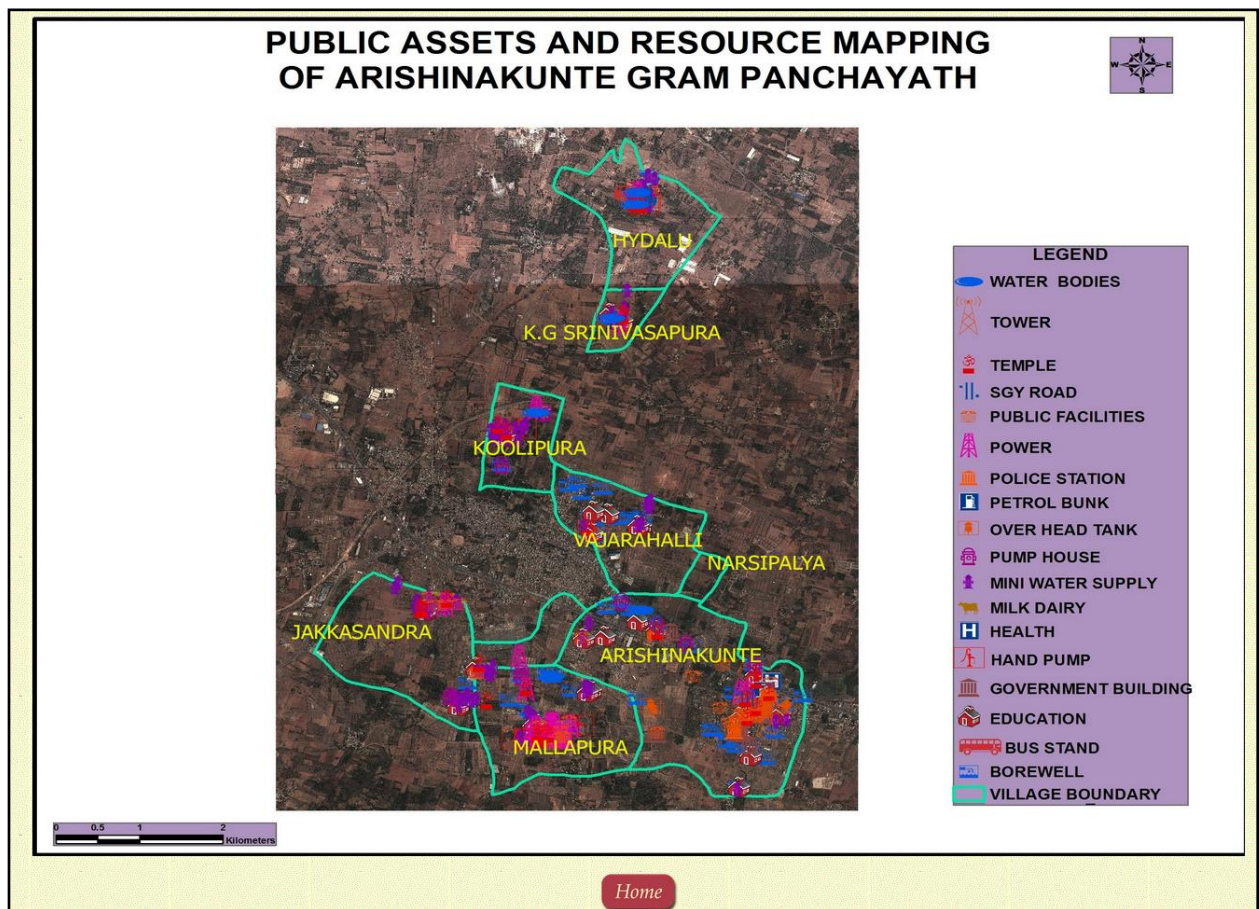 PUBLIC ASSETS AND RESOURCE MAPPING
OF ARISHINAKUNTE GRAM PANCHAYATH
N
W E
S
HYDALU
K.G SRINIVASAPURA
KOOLIPURA
VAJARAHALLI
NARSIPALYA
JAKKASANDRA
ARISHINAKUNTE
MALLAPURA
LEGEND
WATER BODIES
TOWER
TEMPLE
SGY ROAD
PUBLIC FACILITIES
POWER
POLICE STATION
PETROL BUNK
OVER HEAD TANK
PUMP HOUSE
MINI WATER SUPPLY
MILK DAIRY
H HEALTH
HAND PUMP
GOVERNMENT BUILDING
EDUCATION
BUS STAND
BOREWELL
VILLAGE BOUNDARY
0 0.5 1 2
Kilometers
Home